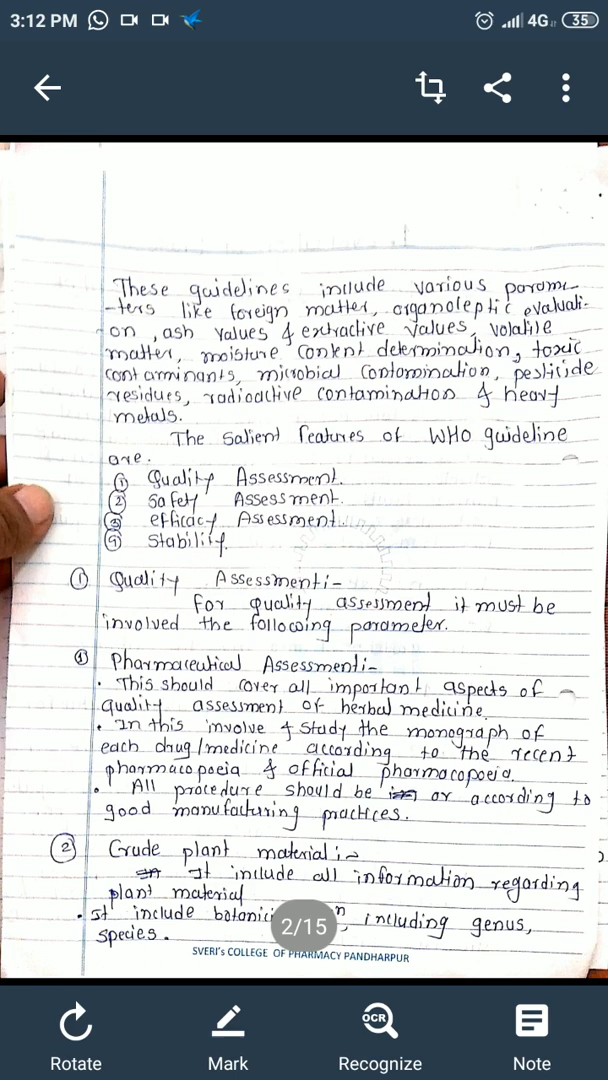 3:12 PM
4G 35
These guidelines include various parame-
-ters like foreign matter, organoleptic evaluati-
on, ash values & extractive values, volatile
matter, moisture content determination, toxic
contaminants, microbial contamination, pesticide
residues, radioactive contamination & heavy
metals.
The Salient features of WHO guideline
are.
① Quality Assessment.
② Safety Assessment.
③ efficacy Assessment.
④ Stability.
① Quality Assessment:-
For quality assessment it must be
involved the following parameter.
① Pharmaceutical Assessment:-
• This should cover all important aspects of
quality assessment of herbal medicine.
• In this involve & study the monograph of
each drug/medicine according to the recent
pharmacopoeia & official pharmacopoeia.
• All procedure should be or according to
good manufacturing practices.
② Crude plant material:-
It include all information regarding
plant material
• It include botanic n, including genus,
species.
2/15
SVERI's COLLEGE OF PHARMACY PANDHARPUR
Rotate Mark OCR Recognize Note